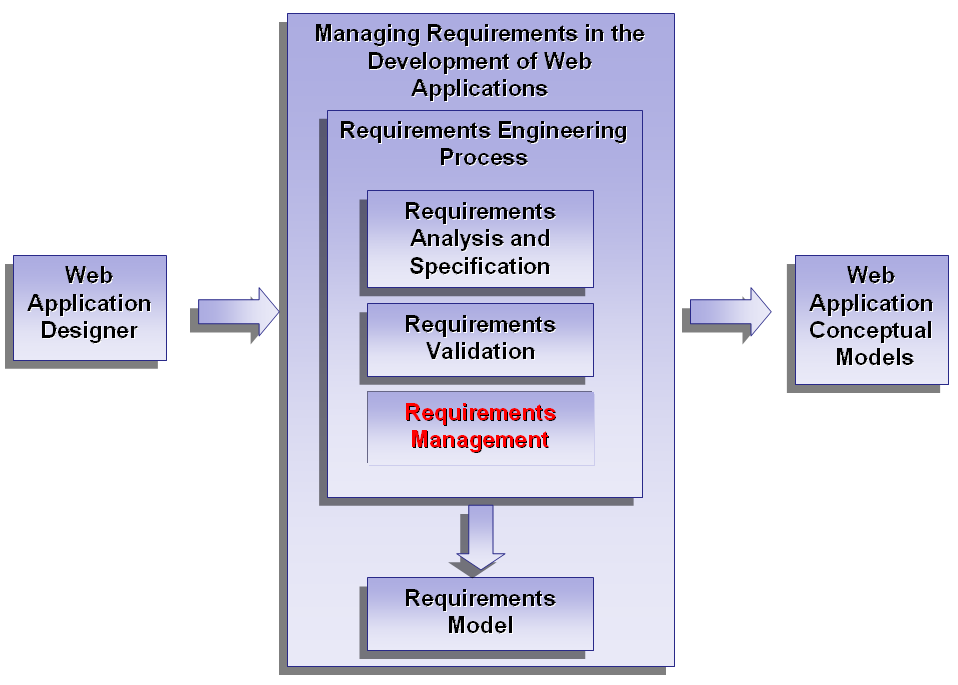 Managing Requirements in the
Development of Web
Applications
Requirements Engineering
Process
Requirements
Analysis and
Specification
Requirements
Validation
Requirements
Management
Requirements
Model
Web
Application
Designer
Web
Application
Conceptual
Models